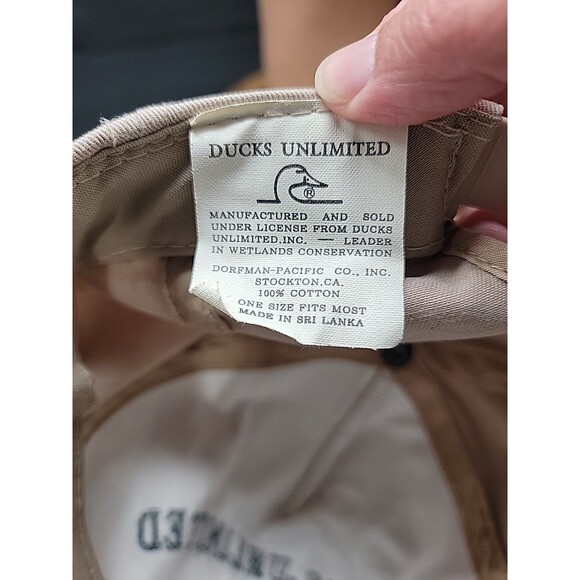 DUCKS UNLIMITED
®
MANUFACTURED AND SOLD
UNDER LICENSE FROM DUCKS
UNLIMITED.INC. — LEADER
IN WETLANDS CONSERVATION
DORFMAN-PACIFIC CO., INC.
STOCKTON.CA.
100% COTTON
ONE SIZE FITS MOST
MADE IN SRI LANKA
UNLIMITED